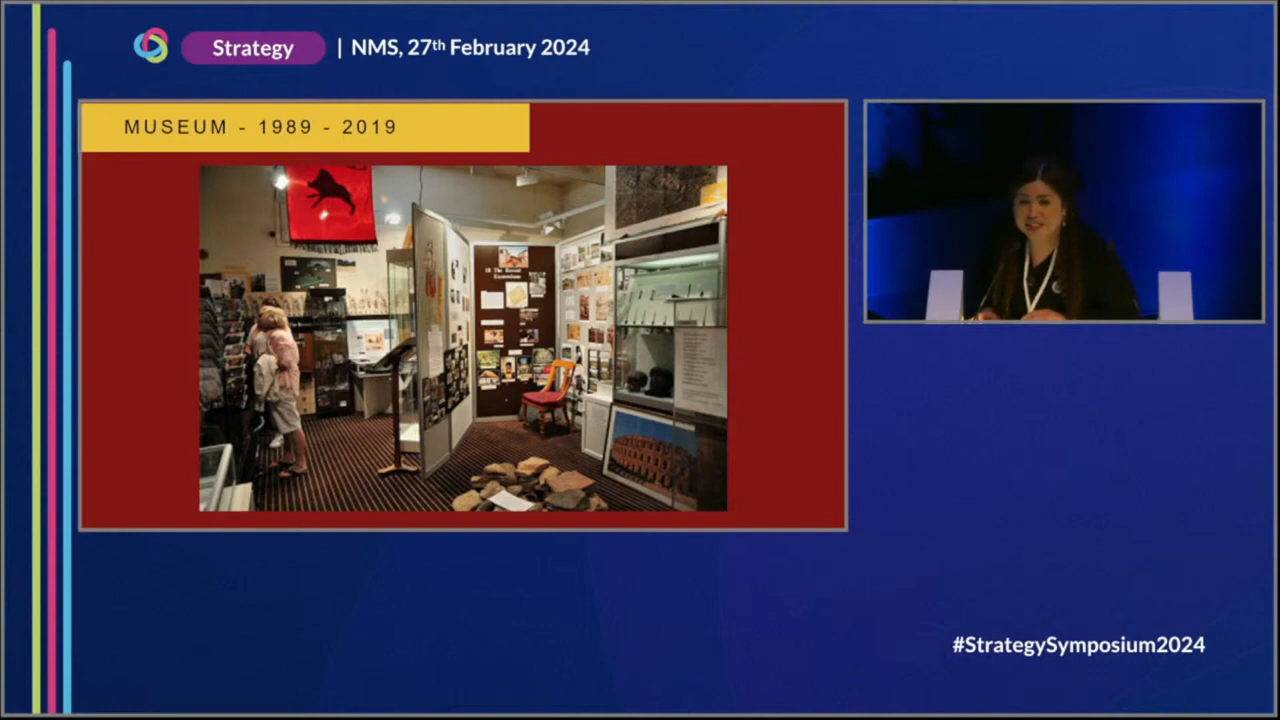 Strategy | NMS, 27th February 2024
MUSEUM - 1989 - 2019
#StrategySymposium2024